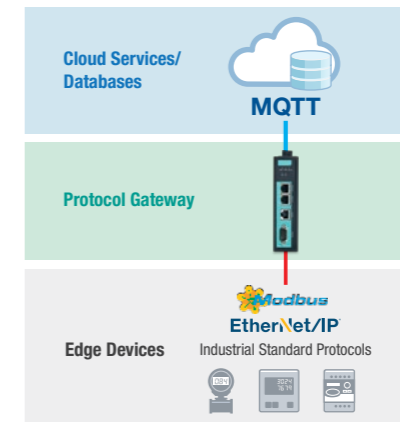 Cloud Services/
Databases
MQTT
Protocol Gateway
Modbus
EtherNet/IP
Edge Devices
Industrial Standard Protocols